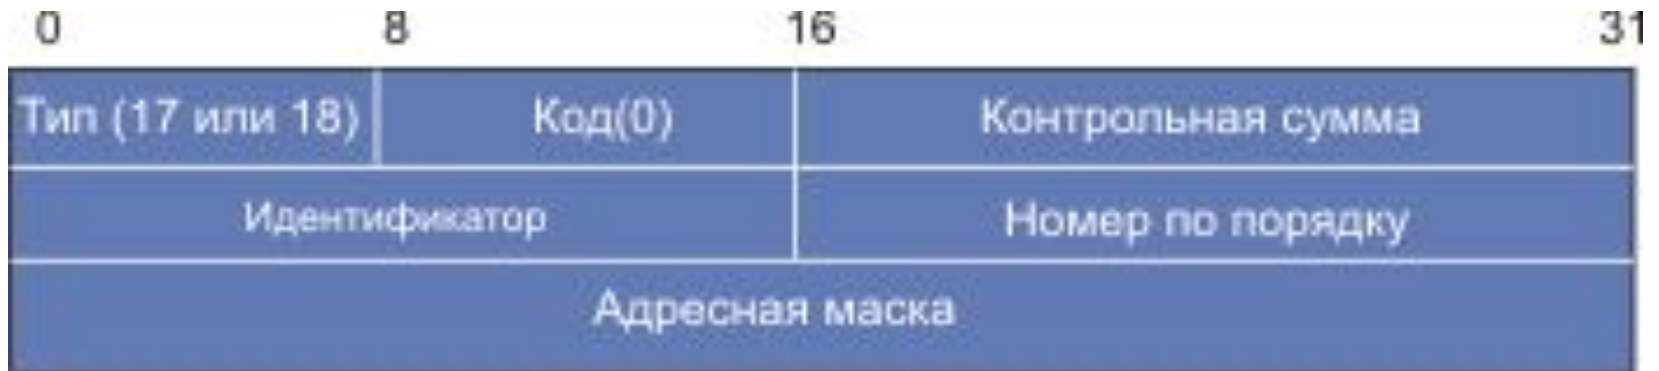 0 8 16 31
Тип (17 или 18) Код(0) Контрольная сумма
Идентификатор Номер по порядку
Адресная маска